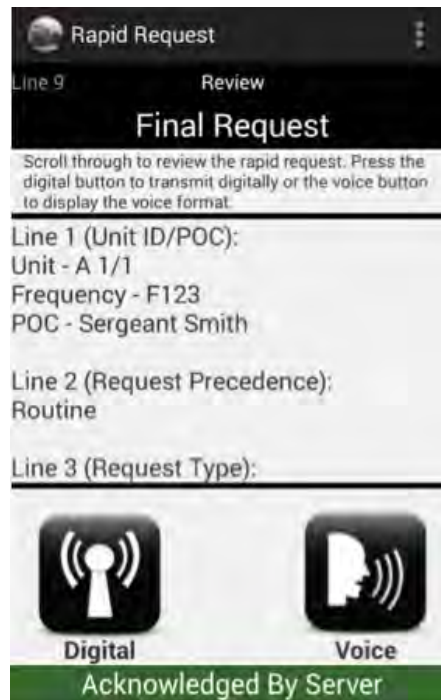 Rapid Request
Line 9 Review
Final Request
Scroll through to review the rapid request. Press the
digital button to transmit digitally or the voice button
to display the voice format.
Line 1 (Unit ID/POC):
Unit - A 1/1
Frequency - F123
POC - Sergeant Smith
Line 2 (Request Precedence):
Routine
Line 3 (Request Type):
Digital Voice
Acknowledged By Server